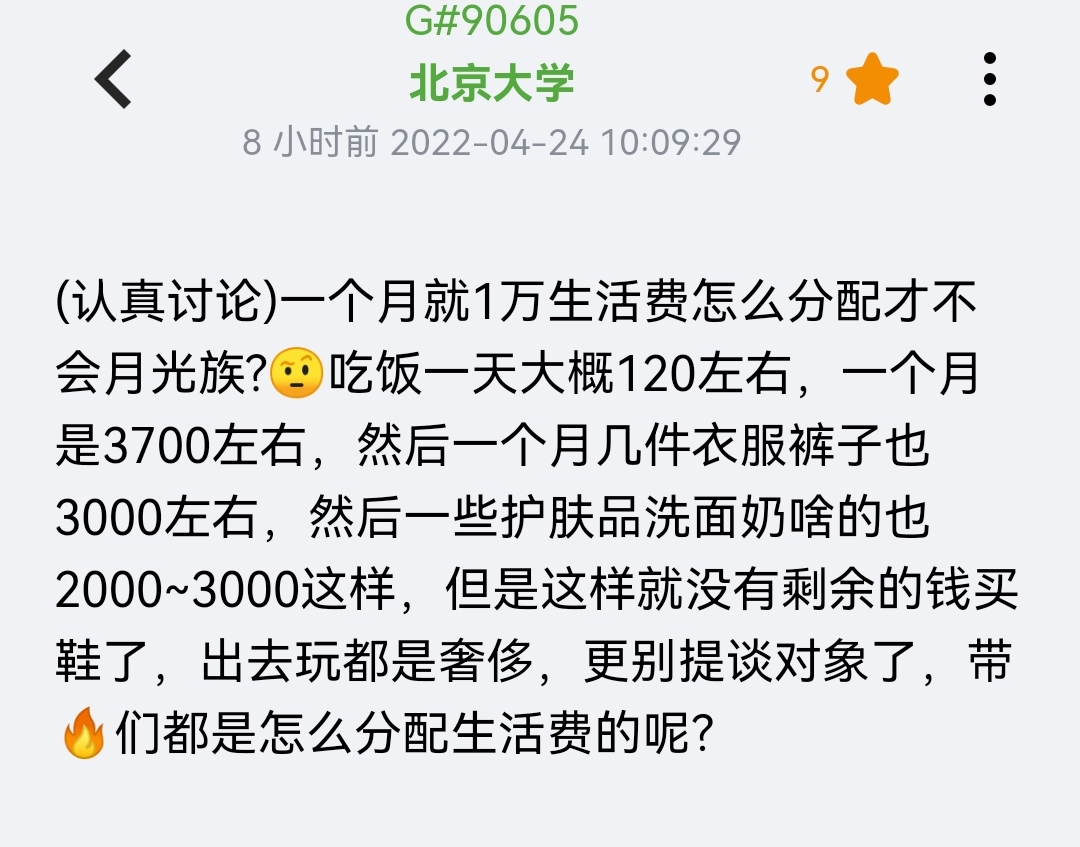 G#90605
北京大学
9
8 小时前 2022-04-24 10:09:29
(认真讨论)一个月就1万生活费怎么分配才不
会月光族?🤨吃饭一天大概120左右，一个月
是3700左右，然后一个月几件衣服裤子也
3000左右，然后一些护肤品洗面奶啥的也
2000~3000这样，但是这样就没有剩余的钱买
鞋了，出去玩都是奢侈，更别提谈对象了，带
🔥们都是怎么分配生活费的呢?